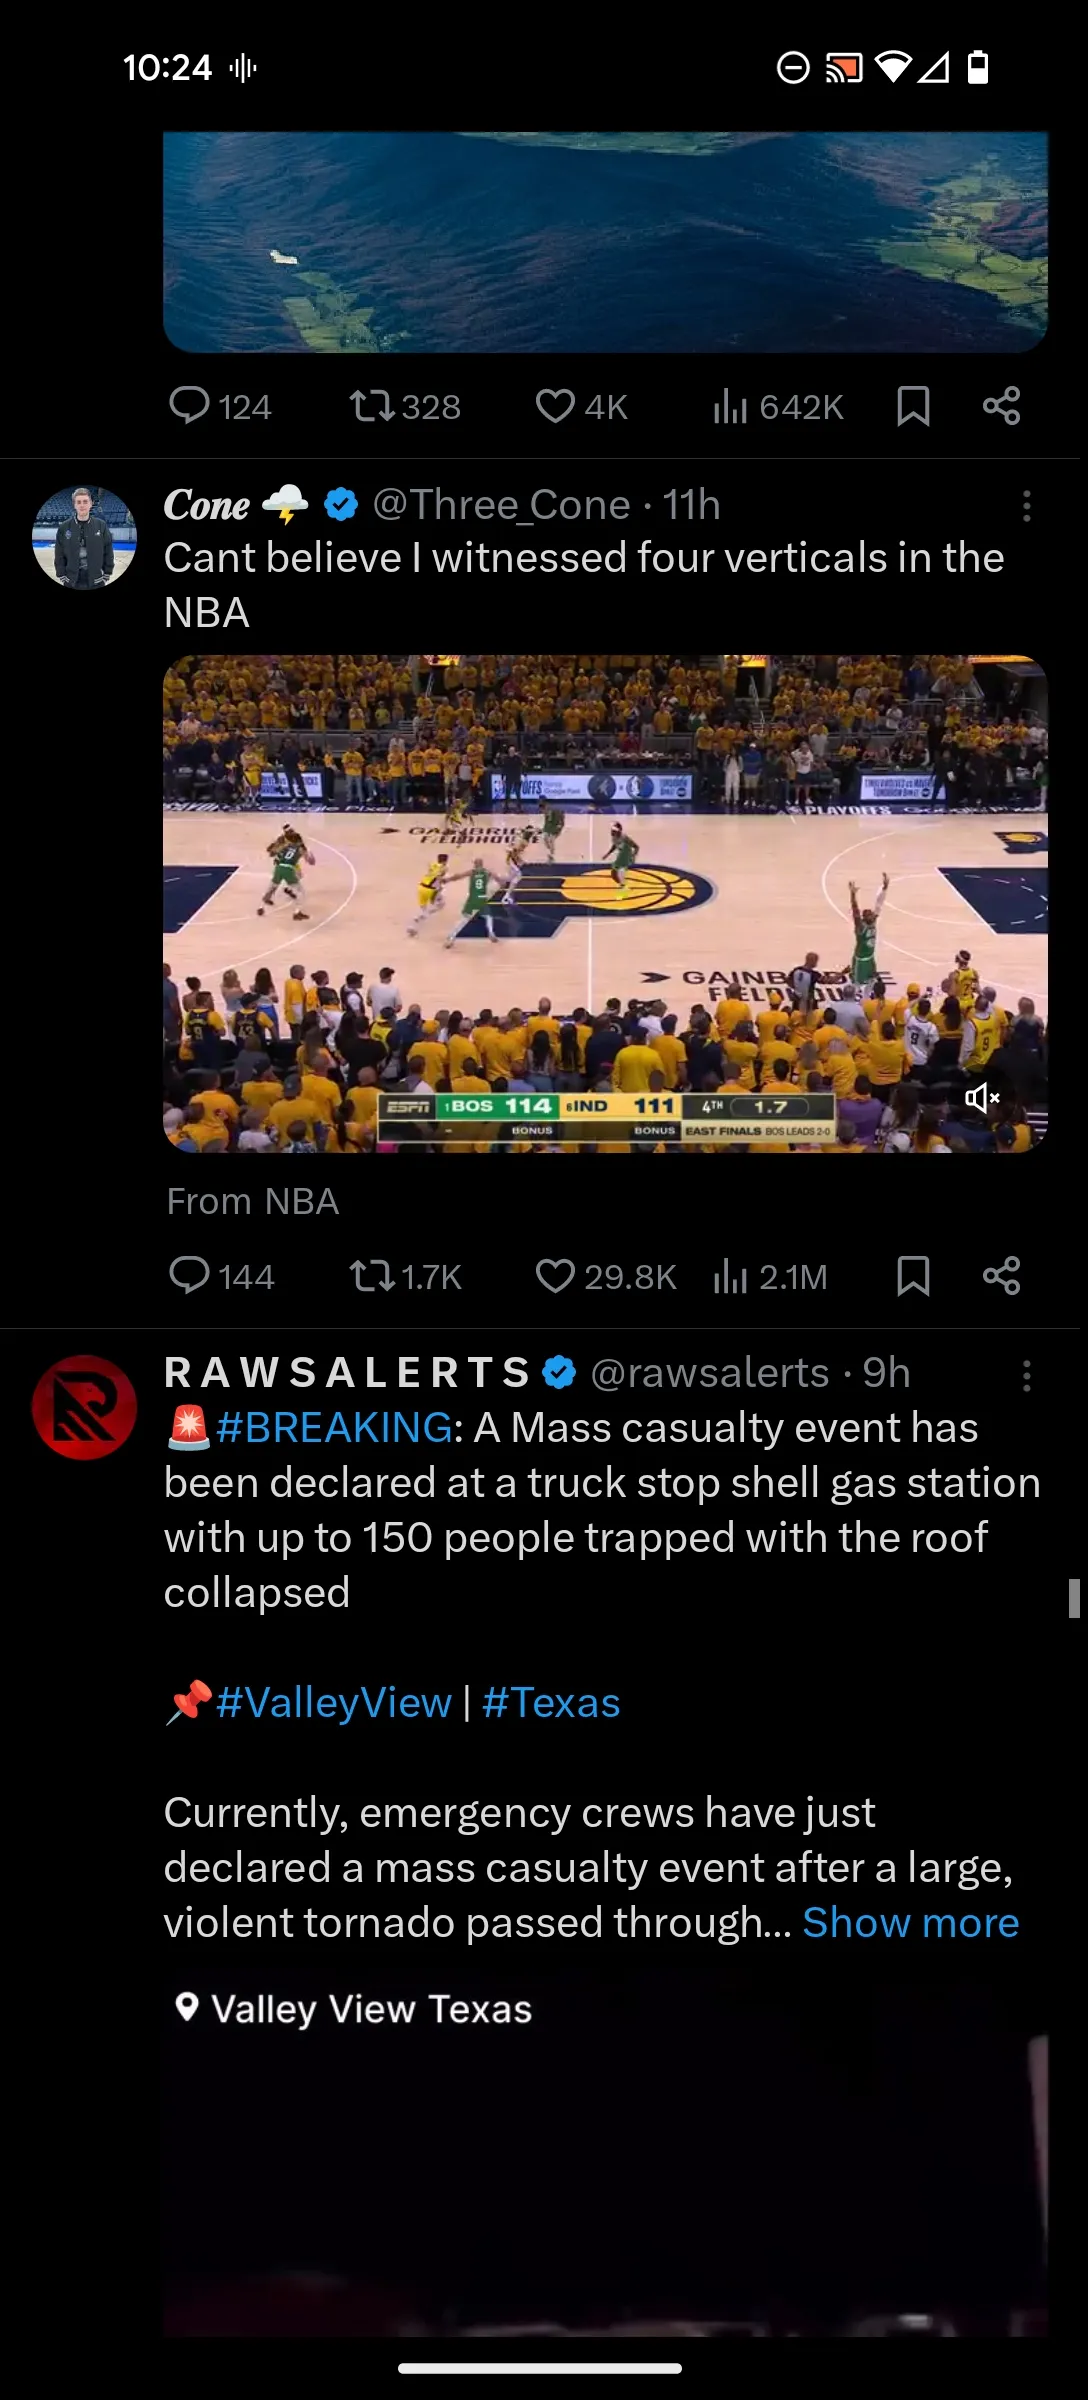 10:24
124 328 4K 642K
Cone @Three_Cone · 11h
Cant believe I witnessed four verticals in the
NBA
PLAYOFFS
GAINBRIDGE
FIELDHOUSE
GAINB
ESPN 1 BOS 114 6 IND 111 4TH 1.7
BONUS BONUS EAST FINALS BOS LEADS 2-0
From NBA
144 1.7K 29.8K 2.1M
R A W S A L E R T S @rawsalerts · 9h
#BREAKING: A Mass casualty event has
been declared at a truck stop shell gas station
with up to 150 people trapped with the roof
collapsed
#ValleyView | #Texas
Currently, emergency crews have just
declared a mass casualty event after a large,
violent tornado passed through... Show more
Valley View Texas